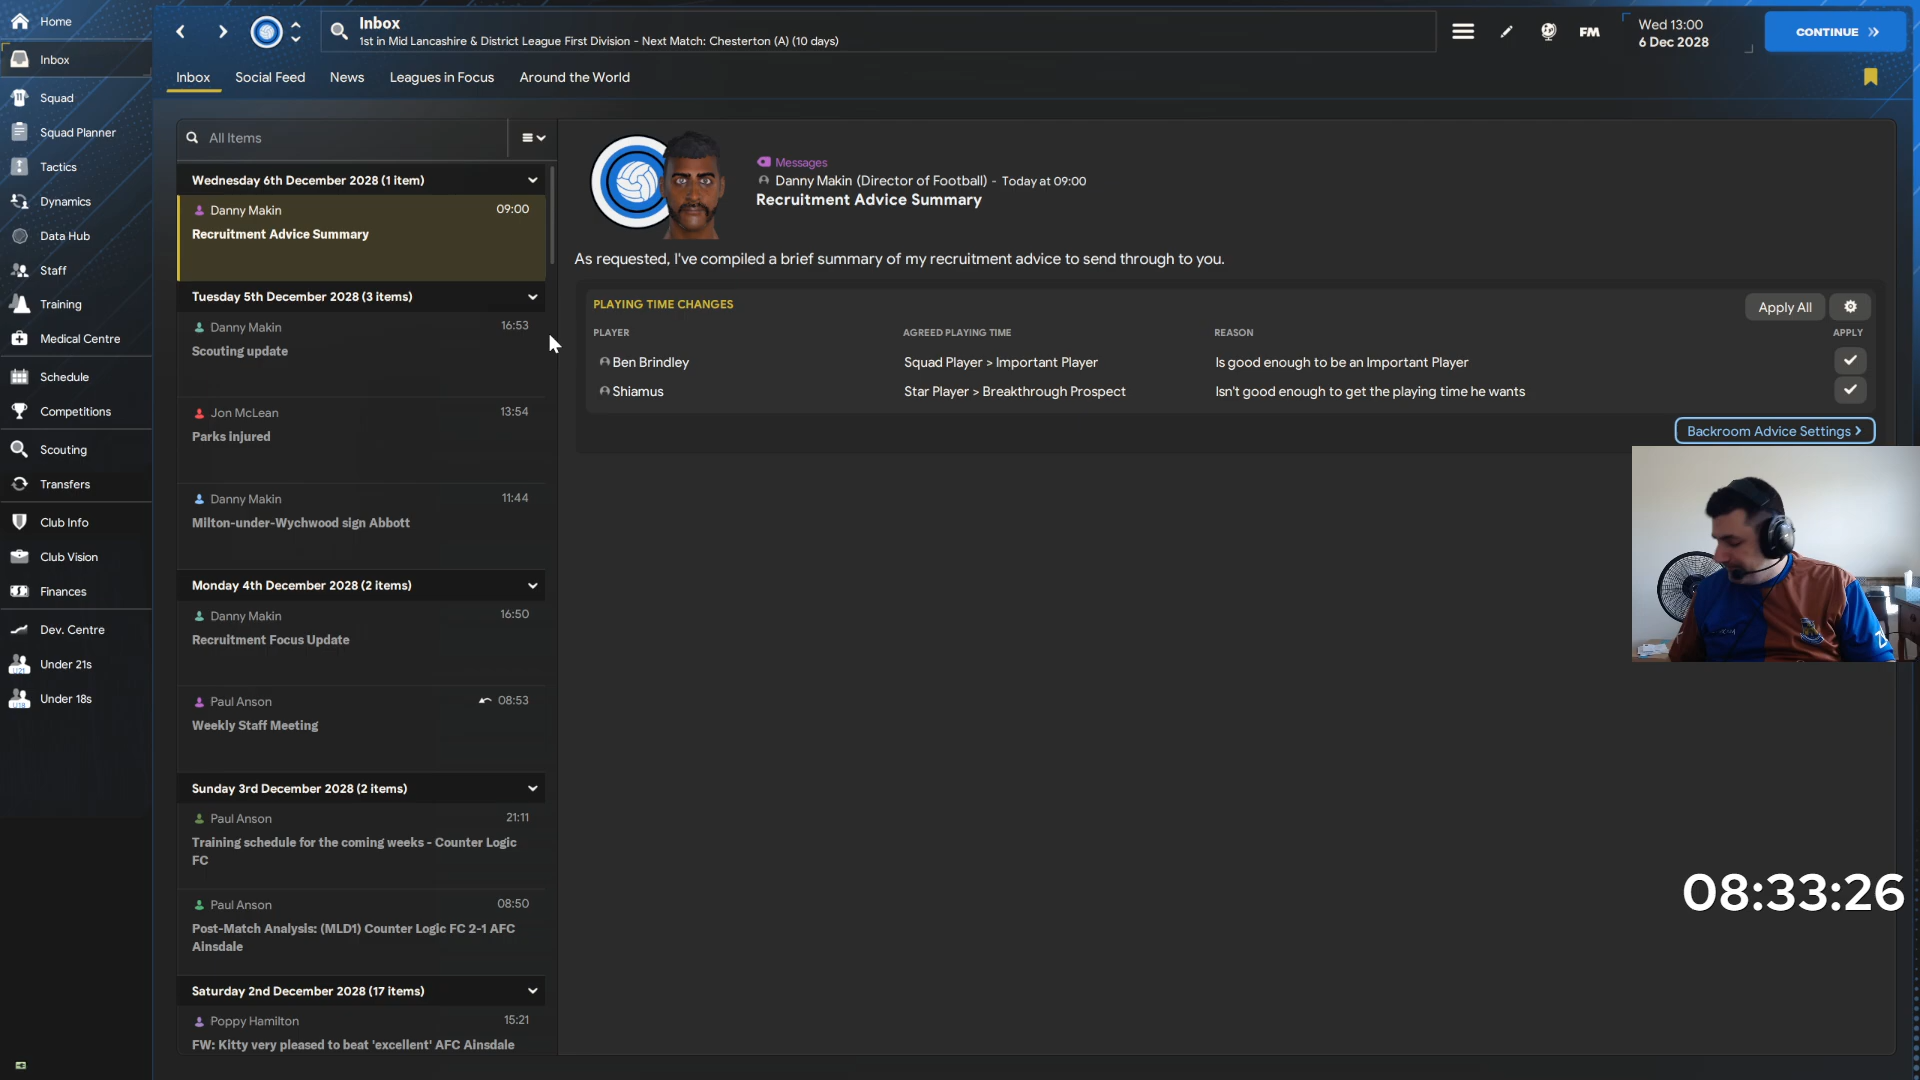 Home
Inbox
Squad
Squad Planner
Tactics
Dynamics
Data Hub
Staff
Training
Medical Centre
Schedule
Competitions
Scouting
Transfers
Club Info
Club Vision
Finances
Dev. Centre
Under 21s
Under 18s
Inbox
1st in Mid Lancashire & District League First Division - Next Match: Chesterton (A) (10 days)
FM
Wed 13:00
6 Dec 2028
CONTINUE
Inbox Social Feed News Leagues in Focus Around the World
All Items
Wednesday 6th December 2028 (1 item)
Danny Makin 09:00
Recruitment Advice Summary
Tuesday 5th December 2028 (3 items)
Danny Makin 16:53
Scouting update
Jon McLean 13:54
Parks injured
Danny Makin 11:44
Milton-under-Wychwood sign Abbott
Monday 4th December 2028 (2 items)
Danny Makin 16:50
Recruitment Focus Update
Paul Anson 08:53
Weekly Staff Meeting
Sunday 3rd December 2028 (2 items)
Paul Anson 21:11
Training schedule for the coming weeks - Counter Logic
FC
Paul Anson 08:50
Post-Match Analysis: (MLD1) Counter Logic FC 2-1 AFC
Ainsdale
Saturday 2nd December 2028 (17 items)
Poppy Hamilton 15:21
FW: Kitty very pleased to beat 'excellent' AFC Ainsdale
Messages
Danny Makin (Director of Football) - Today at 09:00
Recruitment Advice Summary
As requested, I've compiled a brief summary of my recruitment advice to send through to you.
PLAYING TIME CHANGES
Apply All
PLAYER AGREED PLAYING TIME REASON APPLY
Ben Brindley Squad Player > Important Player Is good enough to be an Important Player
Shiamus Star Player > Breakthrough Prospect Isn't good enough to get the playing time he wants
Backroom Advice Settings >
08:33:26